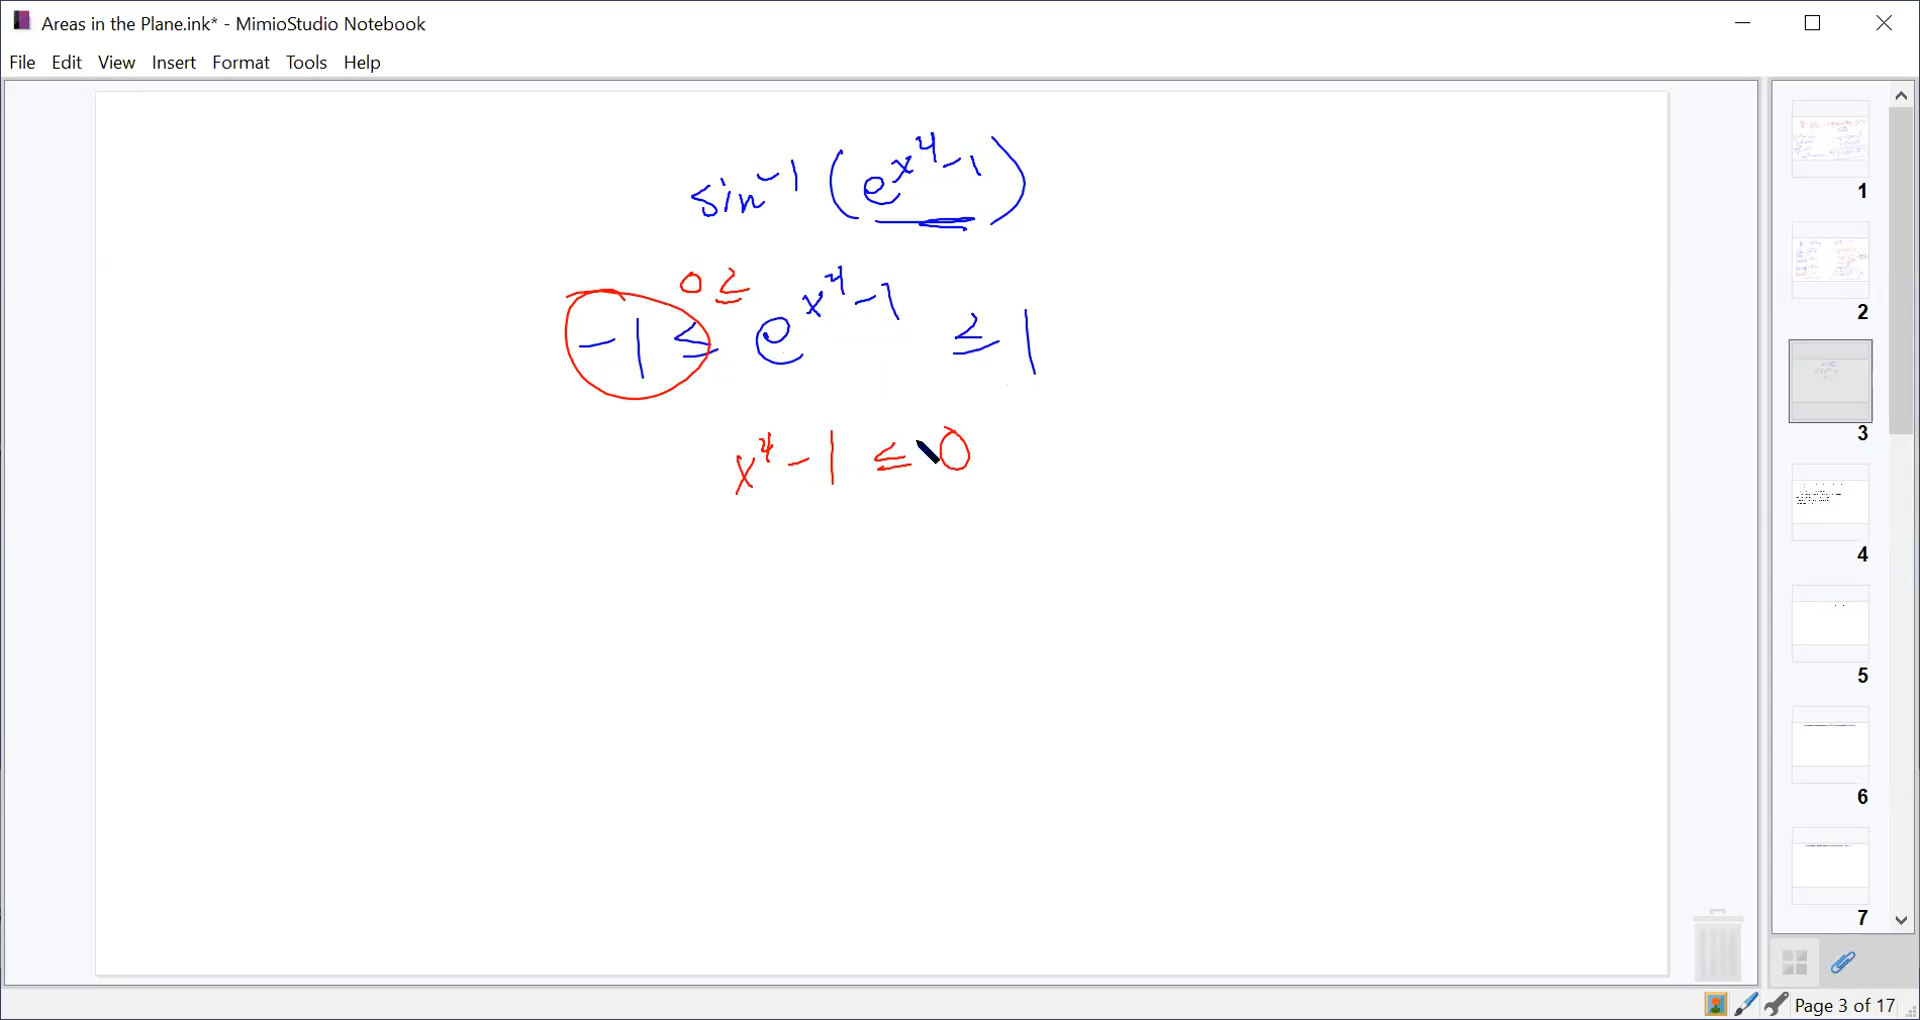 Areas in the Plane.ink* - MimioStudio Notebook
File Edit View Insert Format Tools Help
sin⁻¹ (e^(x⁴-1))
0 ≤
-1 ≤ e^(x⁴-1) ≤ 1
x⁴ - 1 ≤ 0
1
2
3
4
5
6
7
Page 3 of 17